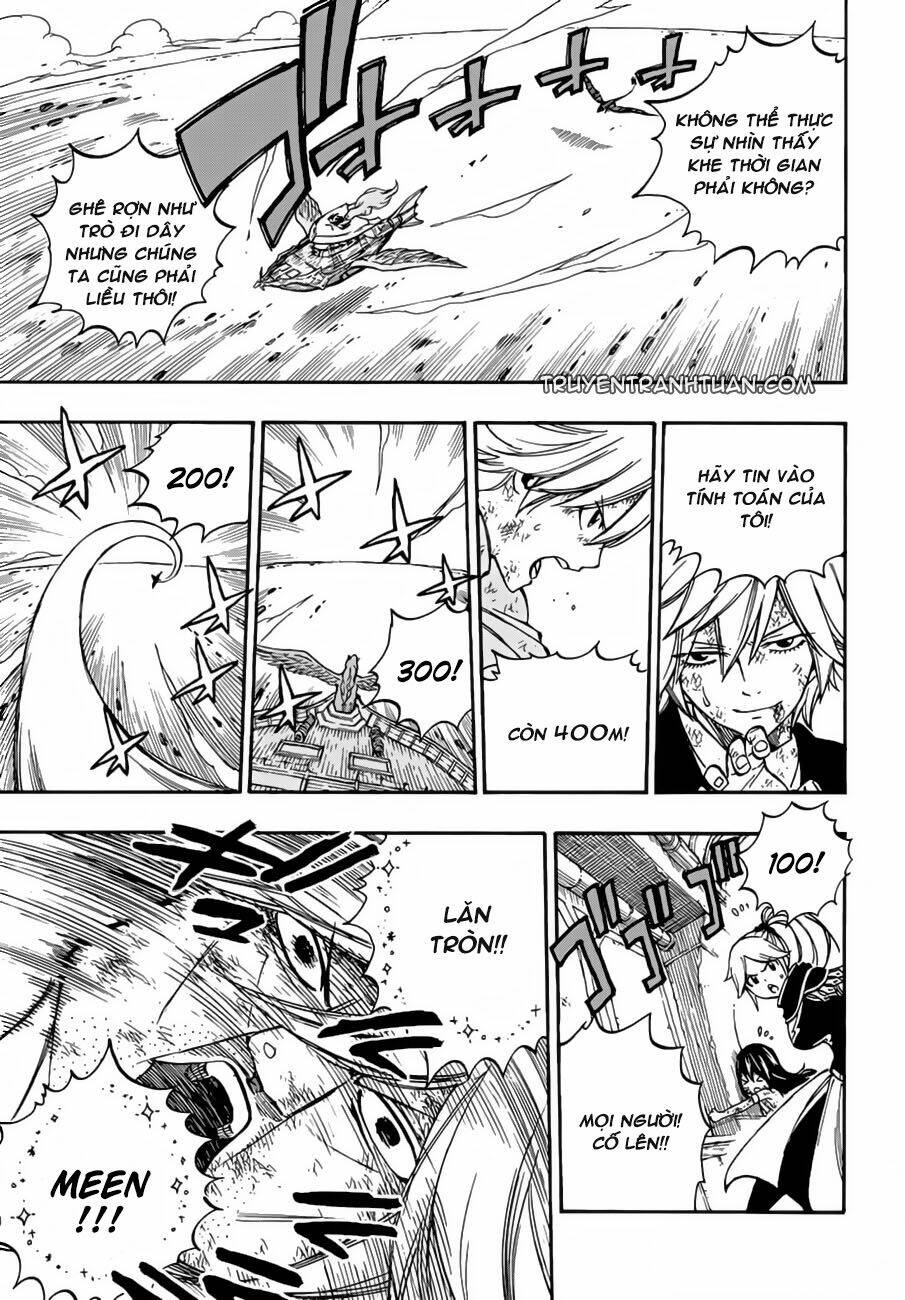 KHÔNG THỂ THỰC
SỰ NHÌN THẤY
KHE THỜI GIAN
PHẢI KHÔNG?
GHÊ RỢN NHƯ
TRÒ ĐI DÂY
NHƯNG CHÚNG
TA CŨNG PHẢI
LIỀU THÔI!
TRUYENTRANHTUAN.COM
HÃY TIN VÀO
TÍNH TOÁN CỦA
TÔI!
CÒN 400M!
300!
200!
100!
MỌI NGƯỜI!
CỐ LÊN!!
LĂN
TRÒN!!
MEEN
!!!